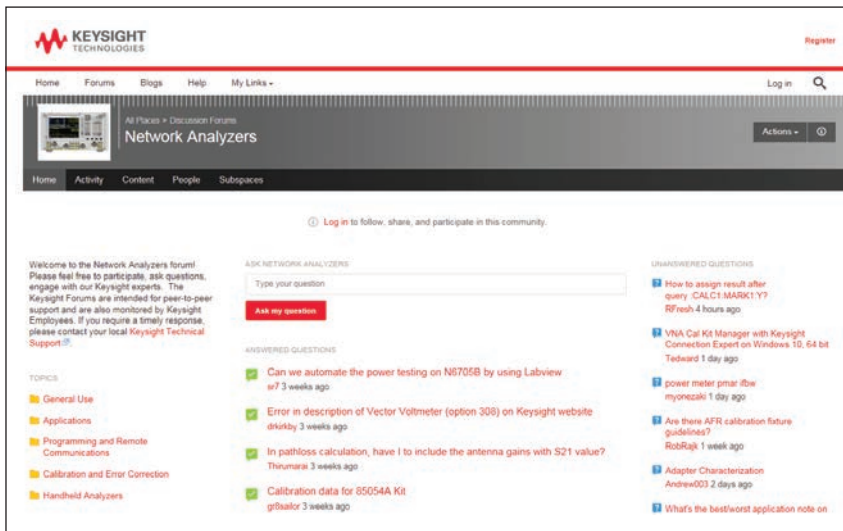 KEYSIGHT
TECHNOLOGIES
Register
Home Forums Blogs Help My Links
Log in
All Places > Discussion Forums
Network Analyzers
Actions
Home Activity Content People Subspaces
Log in to follow, share, and participate in this community.
Welcome to the Network Analyzers forum!
Please feel free to participate, ask questions,
engage with our Keysight experts. The
Keysight Forums are intended for peer-to-peer
support and are also monitored by Keysight
Employees. If you require a timely response,
please contact your local Keysight Technical
Support.
TOPICS
General Use
Applications
Programming and Remote
Communications
Calibration and Error Correction
Handheld Analyzers
ASK NETWORK ANALYZERS
Type your question
Ask my question
ANSWERED QUESTIONS
Can we automate the power testing on N6705B by using Labview
sr7 3 weeks ago
Error in description of Vector Voltmeter (option 308) on Keysight website
drkirkby 3 weeks ago
In pathloss calculation, have I to include the antenna gains with S21 value?
Thirumarai 3 weeks ago
Calibration data for 85054A Kit
gr8sailor 3 weeks ago
UNANSWERED QUESTIONS
How to assign result after
query :CALC1:MARK1:Y?
RFresh 4 hours ago
VNA Cal Kit Manager with Keysight
Connection Expert on Windows 10, 64 bit
Tedward 1 day ago
power meter pmar ifbw
myonezaki 1 day ago
Are there AFR calibration fixture
guidelines?
RobRajk 1 week ago
Adapter Characterization
Andrew003 2 days ago
What's the best/worst application note on